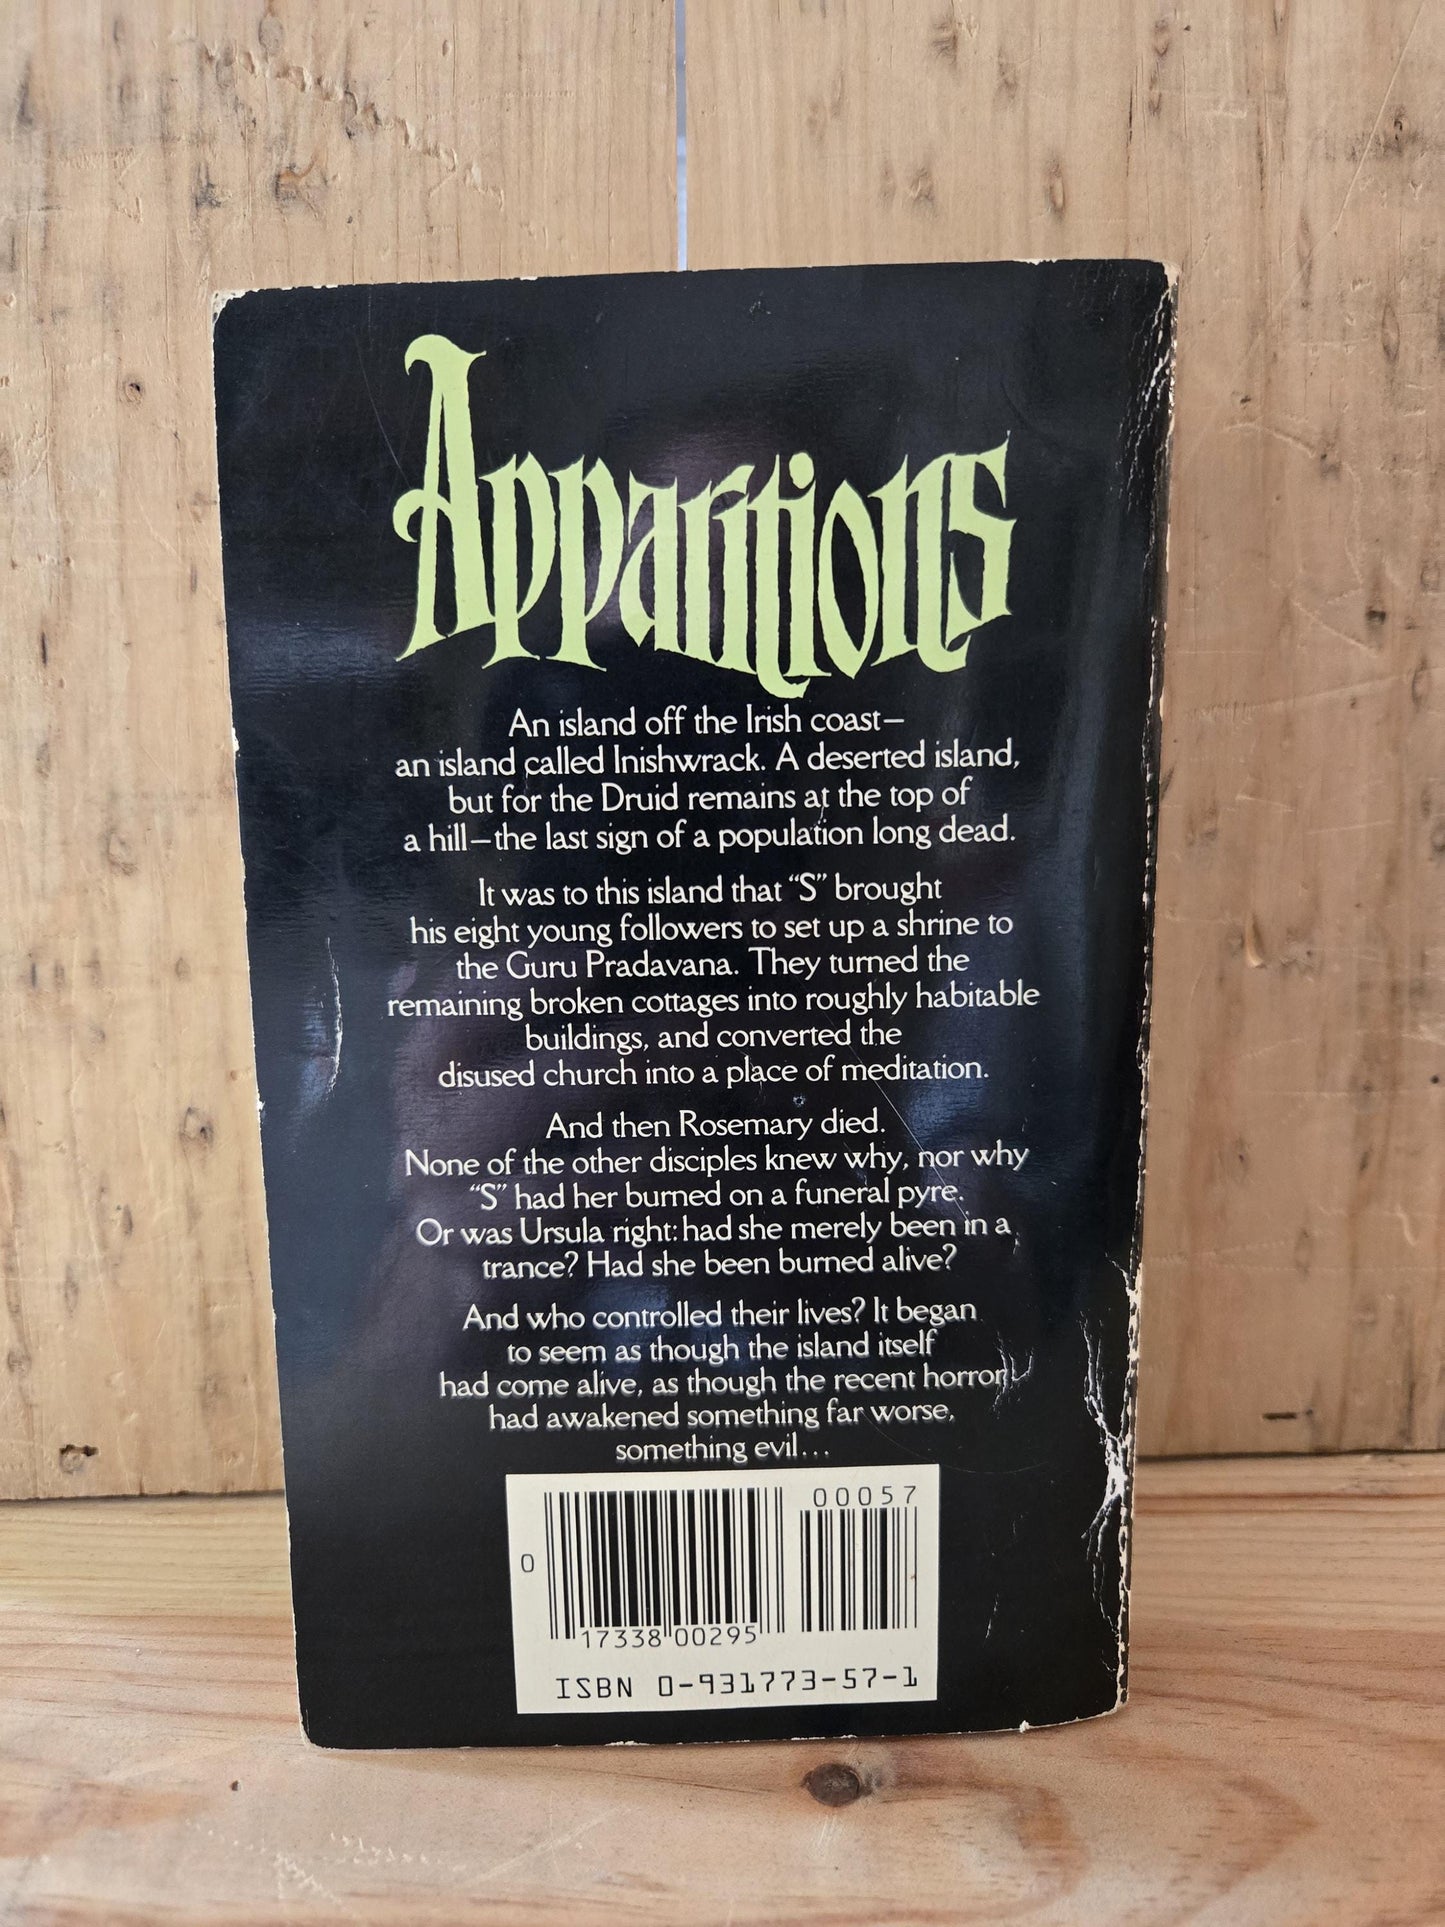 Apparitions
An island off the Irish coast—
an island called Inishwrack. A deserted island,
but for the Druid remains at the top of
a hill—the last sign of a population long dead.
It was to this island that “S” brought
his eight young followers to set up a shrine to
the Guru Pradavana. They turned the
remaining broken cottages into roughly habitable
buildings, and converted the
disused church into a place of meditation.
And then Rosemary died.
None of the other disciples knew why, nor why
“S” had her burned on a funeral pyre.
Or was Ursula right: had she merely been in a
trance? Had she been burned alive?
And who controlled their lives? It began
to seem as though the island itself
had come alive, as though the recent horror
had awakened something far worse,
something evil...
00057
0
17338 00295
ISBN 0-931773-57-1